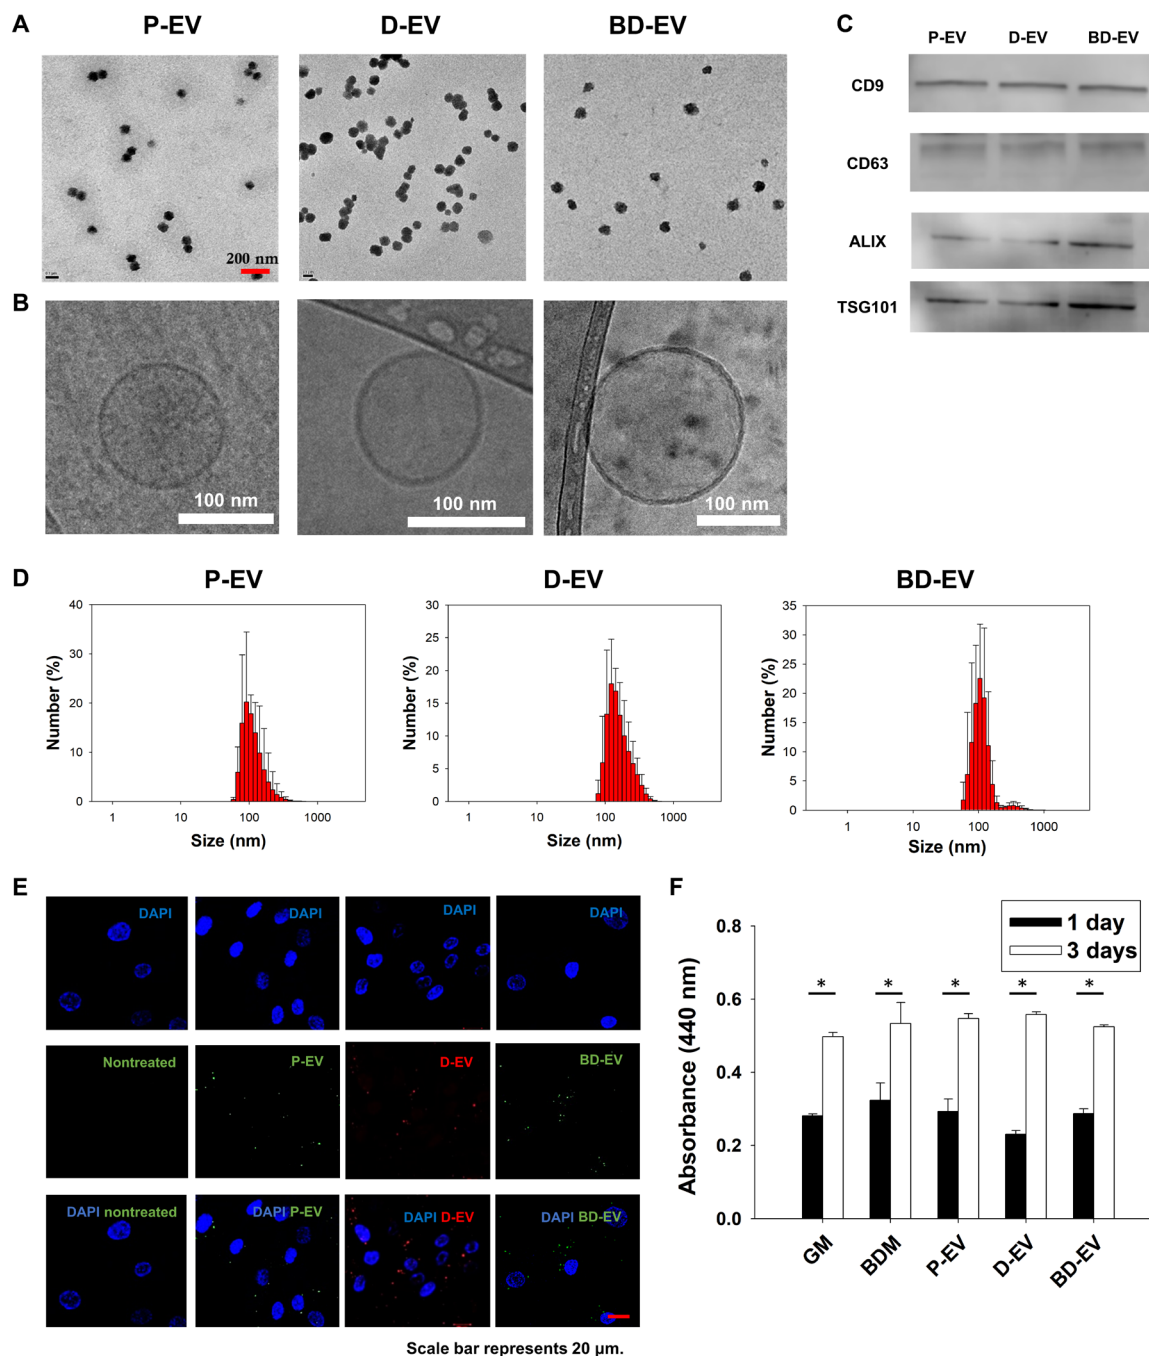 A
P-EV
D-EV
BD-EV
200 nm
B
100 nm
100 nm
100 nm
C
P-EV
D-EV
BD-EV
CD9
CD63
ALIX
TSG101
D
P-EV
Number (%)
40
30
20
10
0
1
10
100
1000
Size (nm)
D-EV
Number (%)
30
25
20
15
10
5
0
1
10
100
1000
Size (nm)
BD-EV
Number (%)
35
30
25
20
15
10
5
0
1
10
100
1000
Size (nm)
E
DAPI
DAPI
DAPI
DAPI
Nontreated
P-EV
D-EV
BD-EV
DAPI nontreated
DAPI P-EV
DAPI D-EV
DAPI BD-EV
Scale bar represents 20 µm.
F
1 day
3 days
Absorbance (440 nm)
0.8
0.6
0.4
0.2
0.0
*
*
*
*
*
GM
BDM
P-EV
D-EV
BD-EV